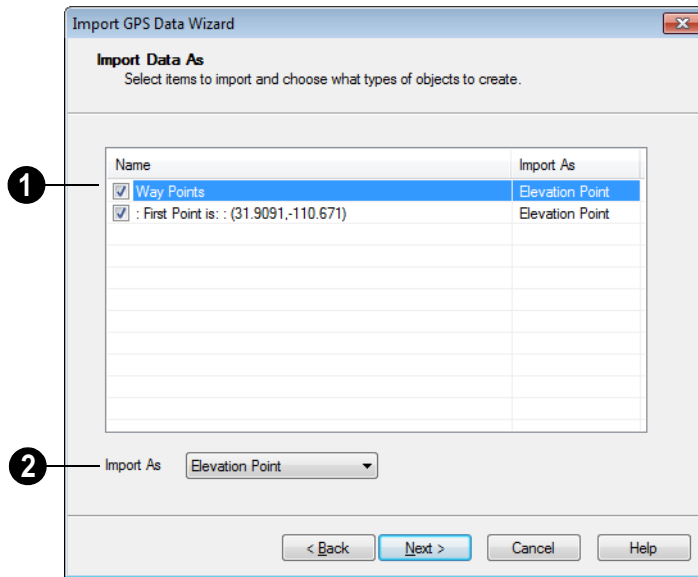 Import GPS Data Wizard
Import Data As
Select items to import and choose what types of objects to create.
Name Import As
1
Way Points Elevation Point
: First Point is: : (31.9091,-110.671) Elevation Point
2
Import As Elevation Point
< Back Next > Cancel Help